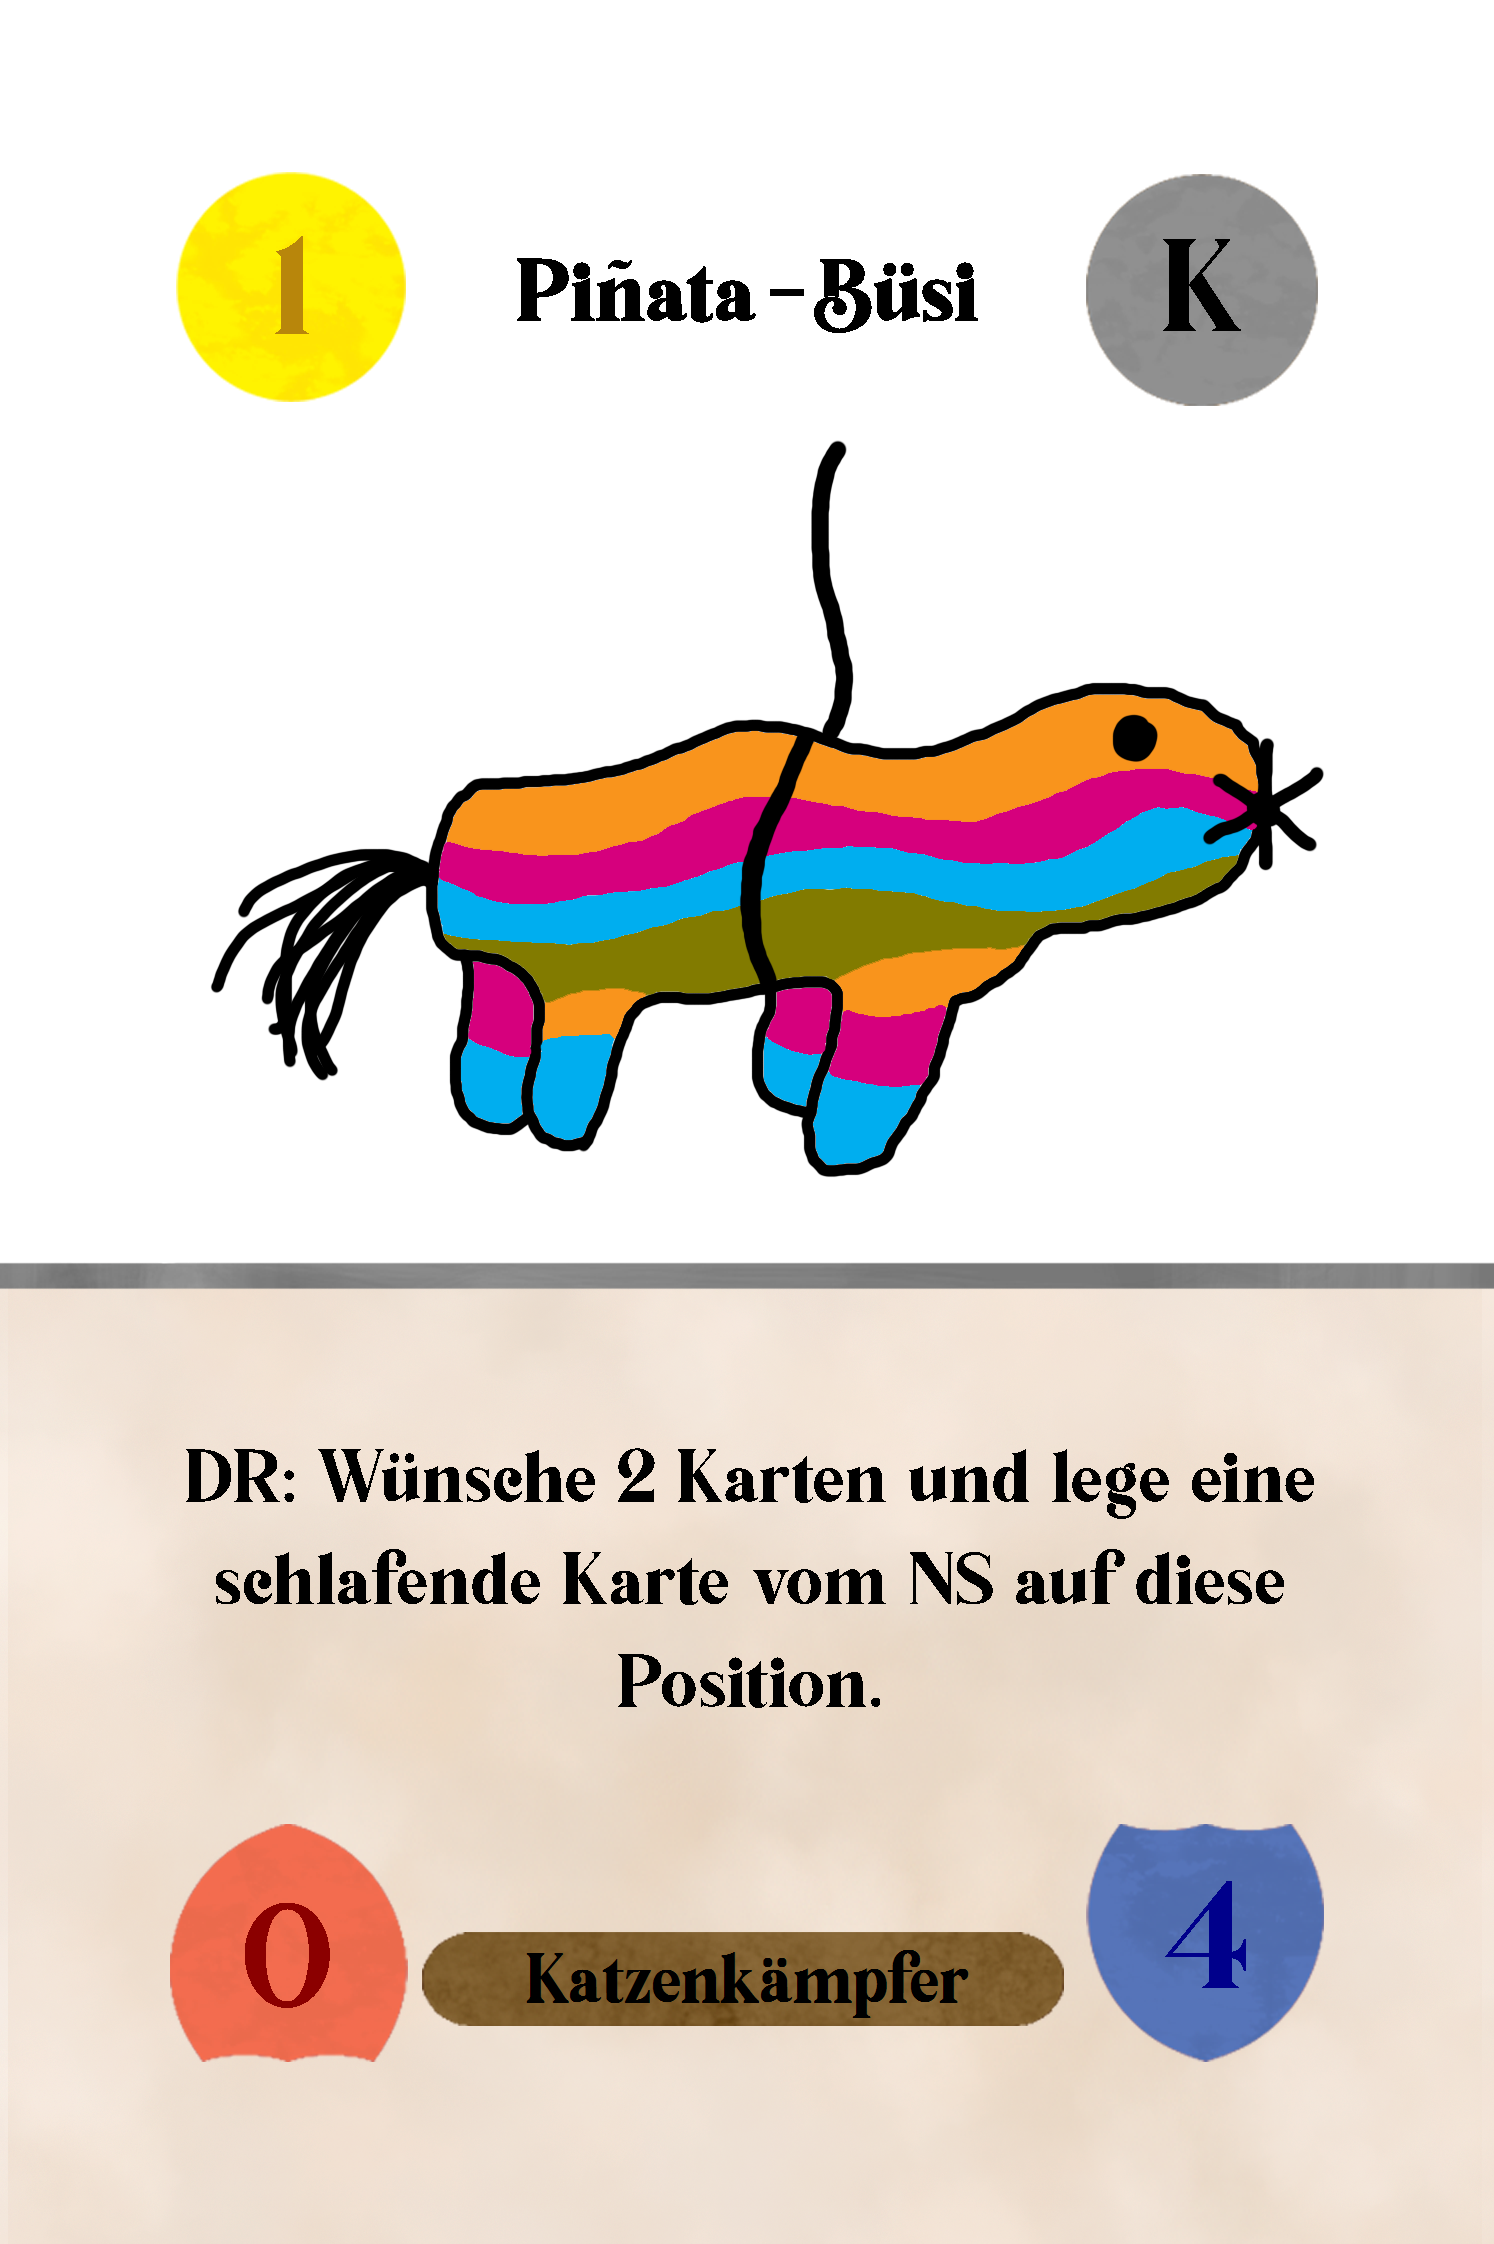 1
Piñata-Büsi
K
DR: Wünsche 2 Karten und lege eine
schlafende Karte vom NS auf diese
Position.
0
Katzenkämpfer
4